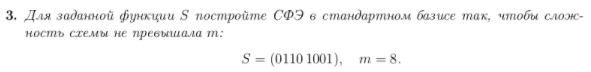 3. Для заданной функции S постройте СФЭ в стандартном базисе так, чтобы слож-
ность схемы не превышала m:
S = (0110 1001), m = 8.